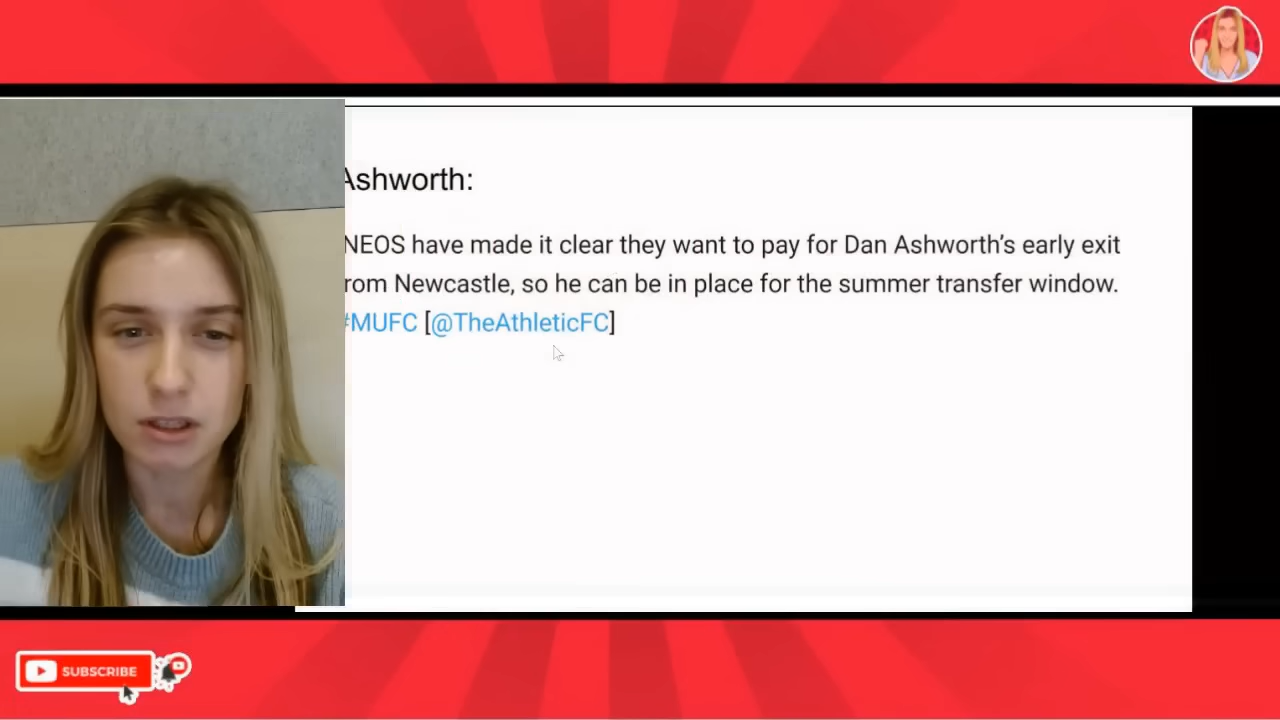 Ashworth:
NEOS have made it clear they want to pay for Dan Ashworth’s early exit
rom Newcastle, so he can be in place for the summer transfer window.
#MUFC [@TheAthleticFC]
SUBSCRIBE